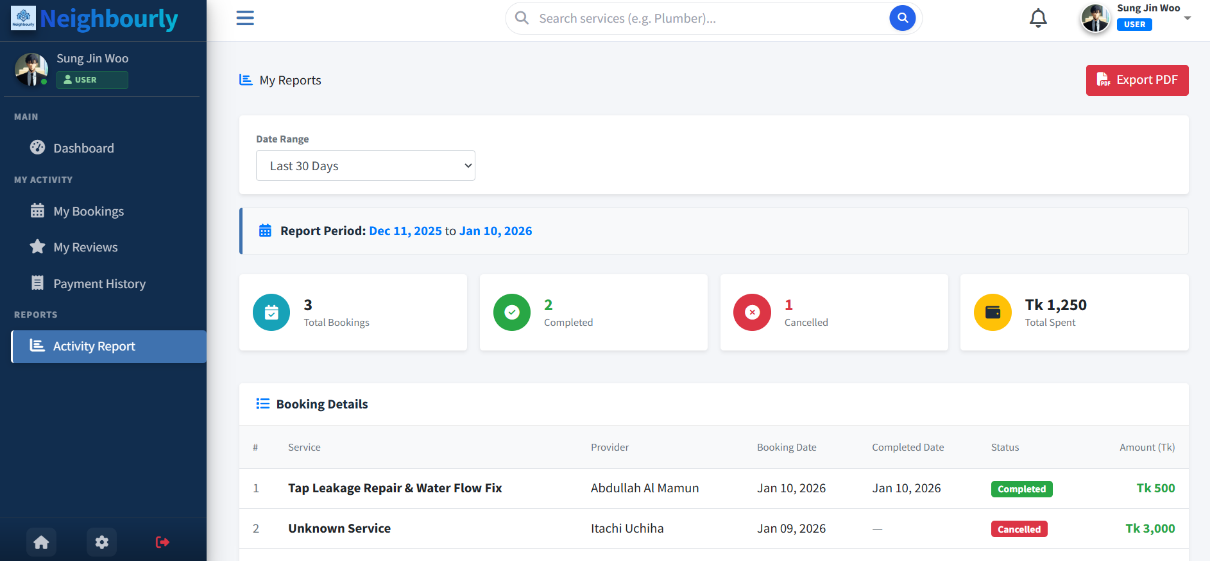 Neighbourly
Sung Jin Woo
USER
MAIN
Dashboard
MY ACTIVITY
My Bookings
My Reviews
Payment History
REPORTS
Activity Report
Search services (e.g. Plumber)...
Sung Jin Woo
USER
My Reports
Export PDF
Date Range
Last 30 Days
Report Period: Dec 11, 2025 to Jan 10, 2026
3
Total Bookings
2
Completed
1
Cancelled
Tk 1,250
Total Spent
Booking Details
# Service Provider Booking Date Completed Date Status Amount (Tk)
1 Tap Leakage Repair & Water Flow Fix Abdullah Al Mamun Jan 10, 2026 Jan 10, 2026 Completed Tk 500
2 Unknown Service Itachi Uchiha Jan 09, 2026 — Cancelled Tk 3,000